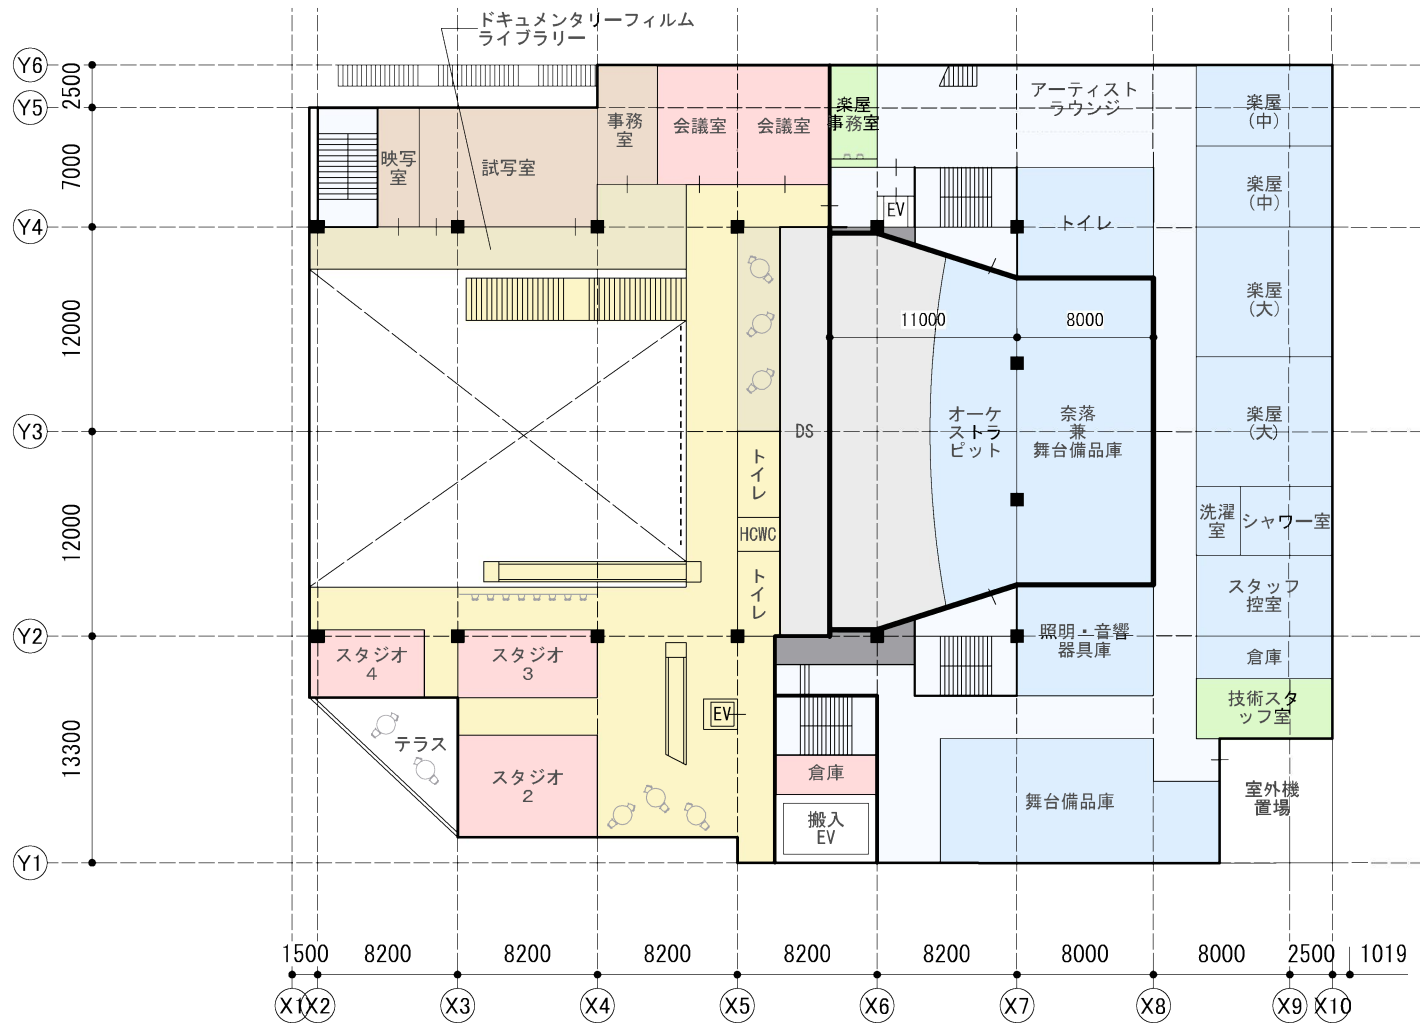 ドキュメンタリーフィルム
ライブラリー
Y6
2500
Y5
7000
Y4
12000
Y3
12000
Y2
13300
Y1
映写
室
試写室
事務
室
会議室
会議室
楽屋
事務室
アーティスト
ラウンジ
楽屋
（中）
楽屋
（中）
EV
トイレ
楽屋
（大）
11000
8000
オーケ
ストラ
ピット
奈落
兼
舞台備品庫
楽屋
（大）
DS
トイレ
HCWC
トイレ
洗濯
室
シャワー室
スタッフ
控室
倉庫
照明・音響
器具庫
技術スタ
ッフ室
スタジオ
4
スタジオ
3
テラス
スタジオ
2
EV
倉庫
搬入
EV
舞台備品庫
室外機
置場
1500
8200
8200
8200
8200
8200
8000
8000
2500
1019
X1
X2
X3
X4
X5
X6
X7
X8
X9
X10